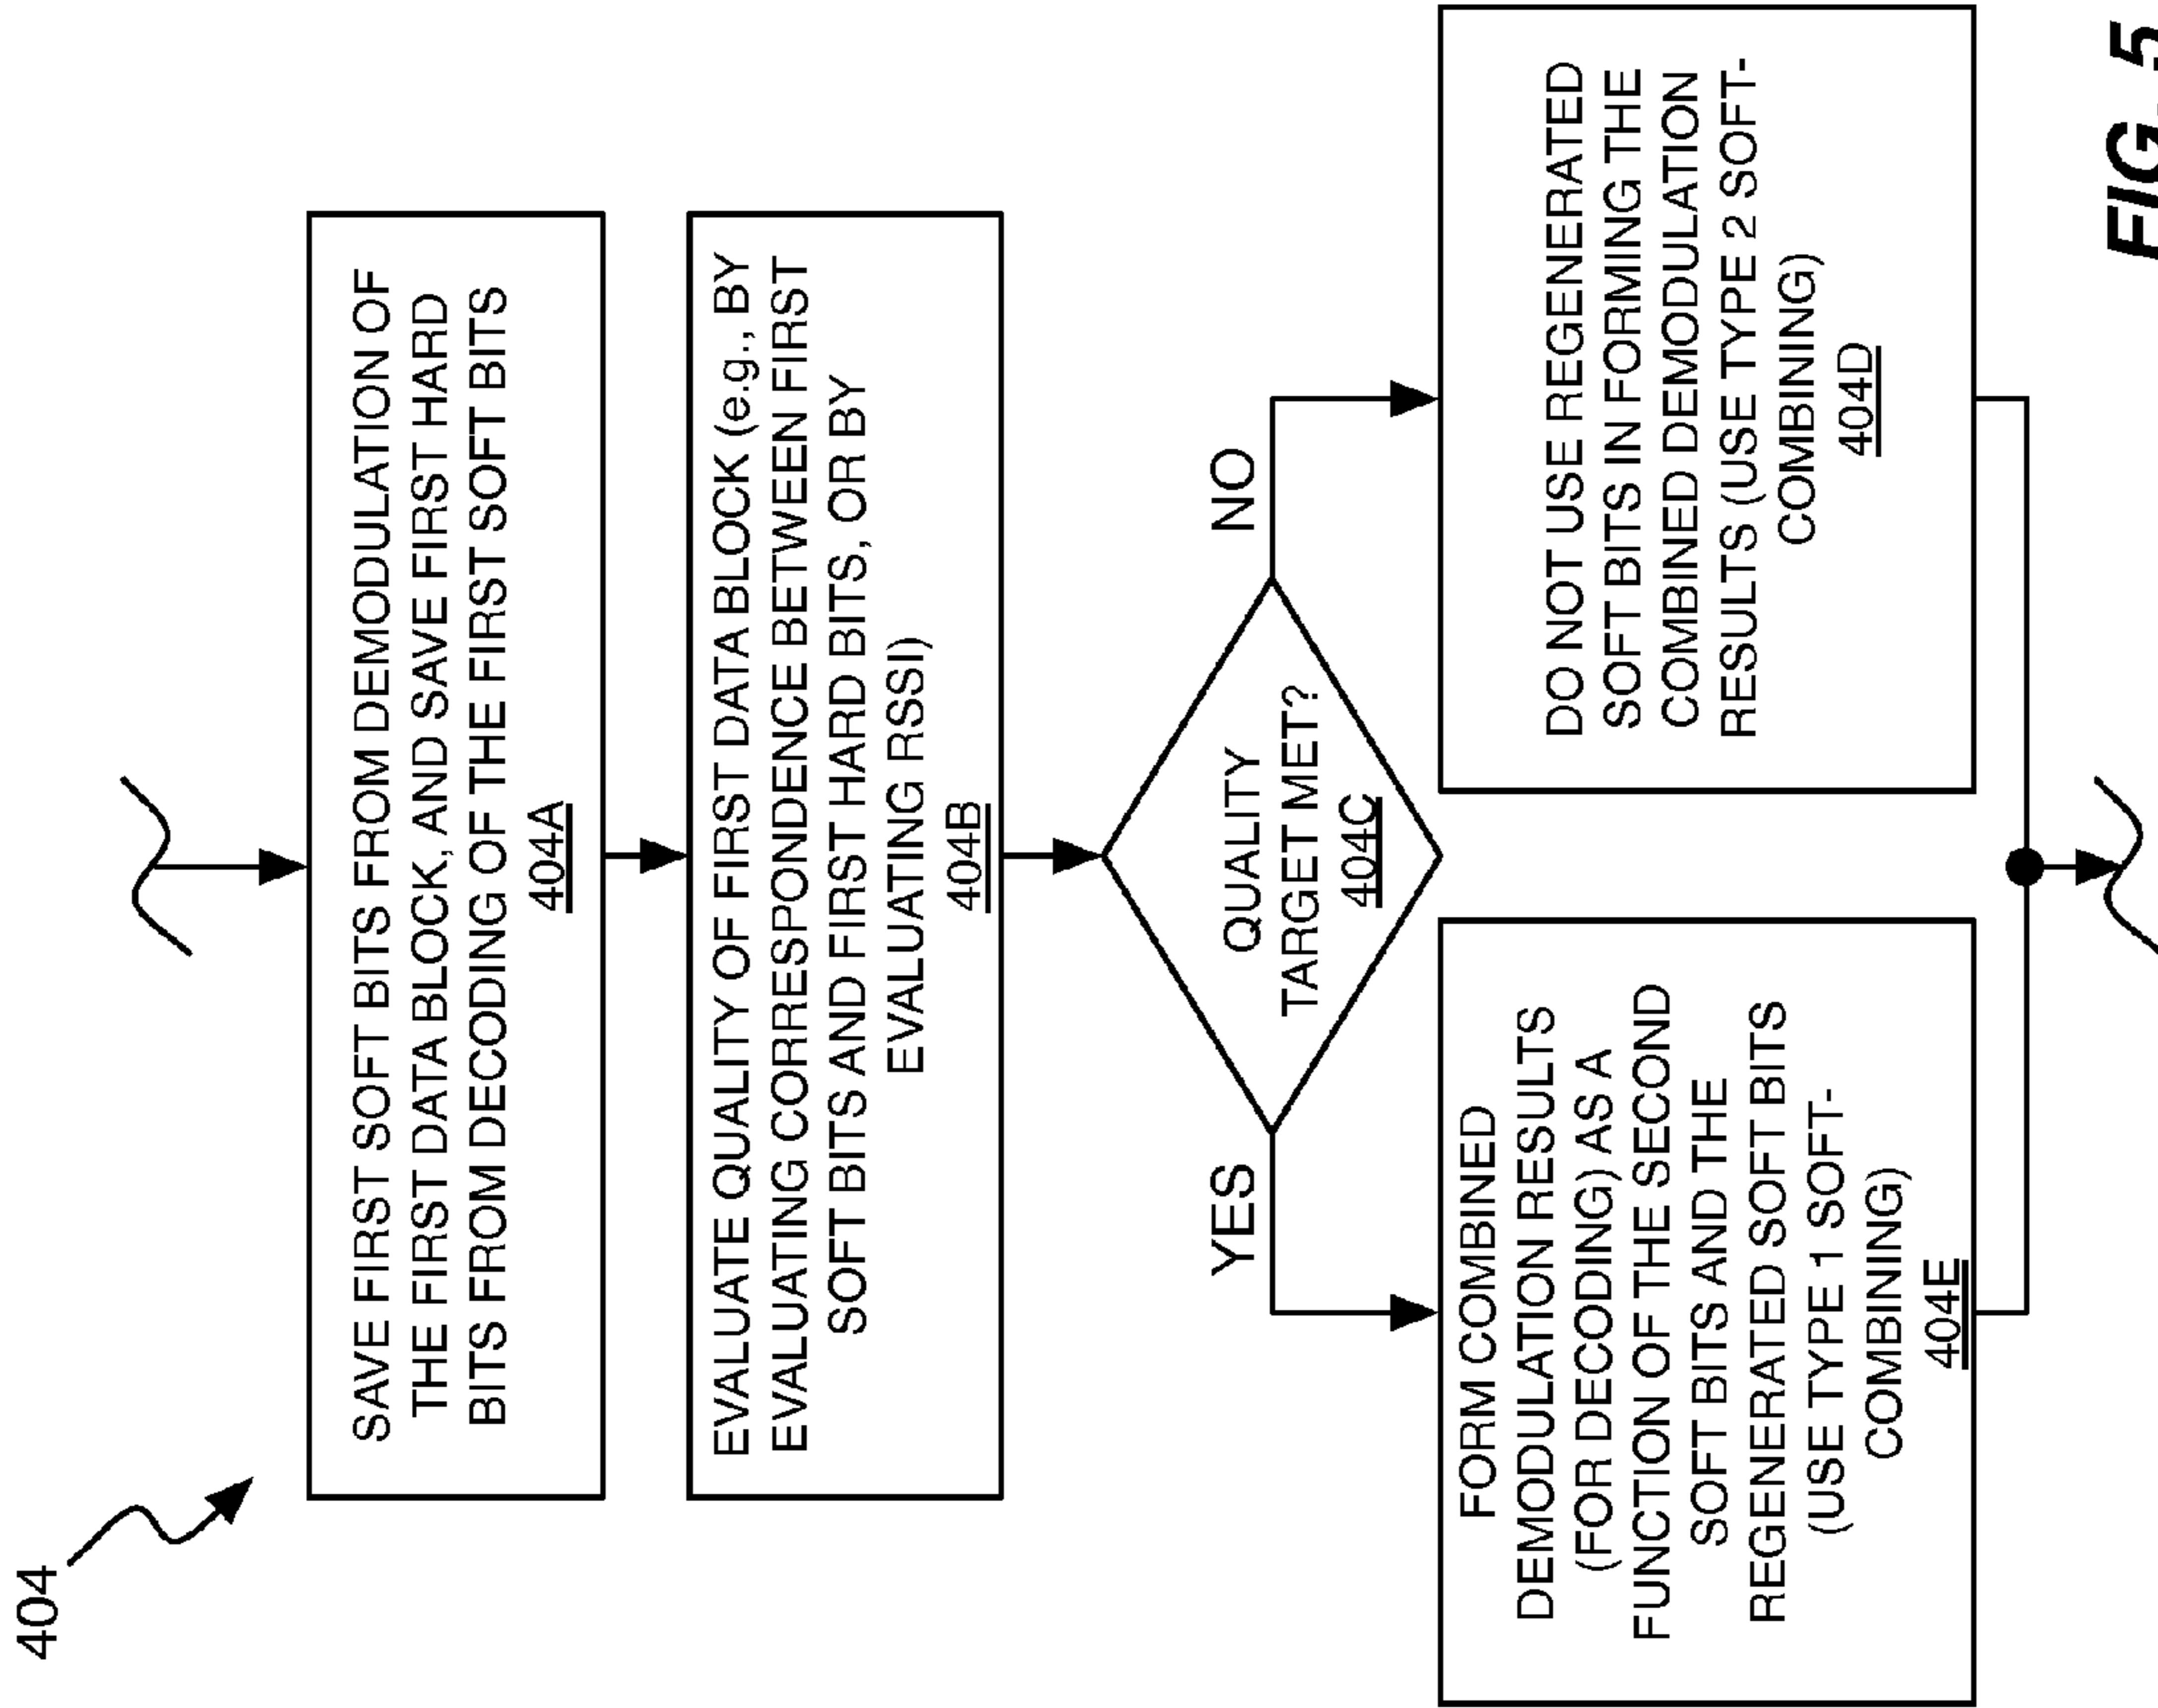 404
SAVE FIRST SOFT BITS FROM DEMODULATION OF
THE FIRST DATA BLOCK, AND SAVE FIRST HARD
BITS FROM DECODING OF THE FIRST SOFT BITS
404A
EVALUATE QUALITY OF FIRST DATA BLOCK (e.g., BY
EVALUATING CORRESPONDENCE BETWEEN FIRST
SOFT BITS AND FIRST HARD BITS, OR BY
EVALUATING RSSI)
404B
QUALITY
TARGET MET?
404C
YES
NO
FORM COMBINED
DEMODULATION RESULTS
(FOR DECODING) AS A
FUNCTION OF THE SECOND
SOFT BITS AND THE
REGENERATED SOFT BITS
(USE TYPE 1 SOFT-
COMBINING)
404E
DO NOT USE REGENERATED
SOFT BITS IN FORMING THE
COMBINED DEMODULATION
RESULTS (USE TYPE 2 SOFT-
COMBINING)
404D
FIG. 5